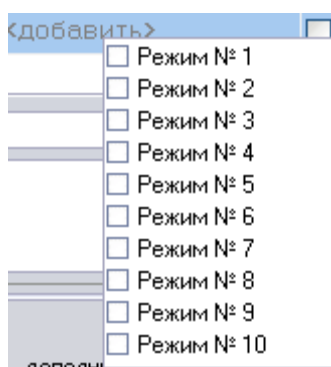 <добавить>
Режим № 1
Режим № 2
Режим № 3
Режим № 4
Режим № 5
Режим № 6
Режим № 7
Режим № 8
Режим № 9
Режим № 10